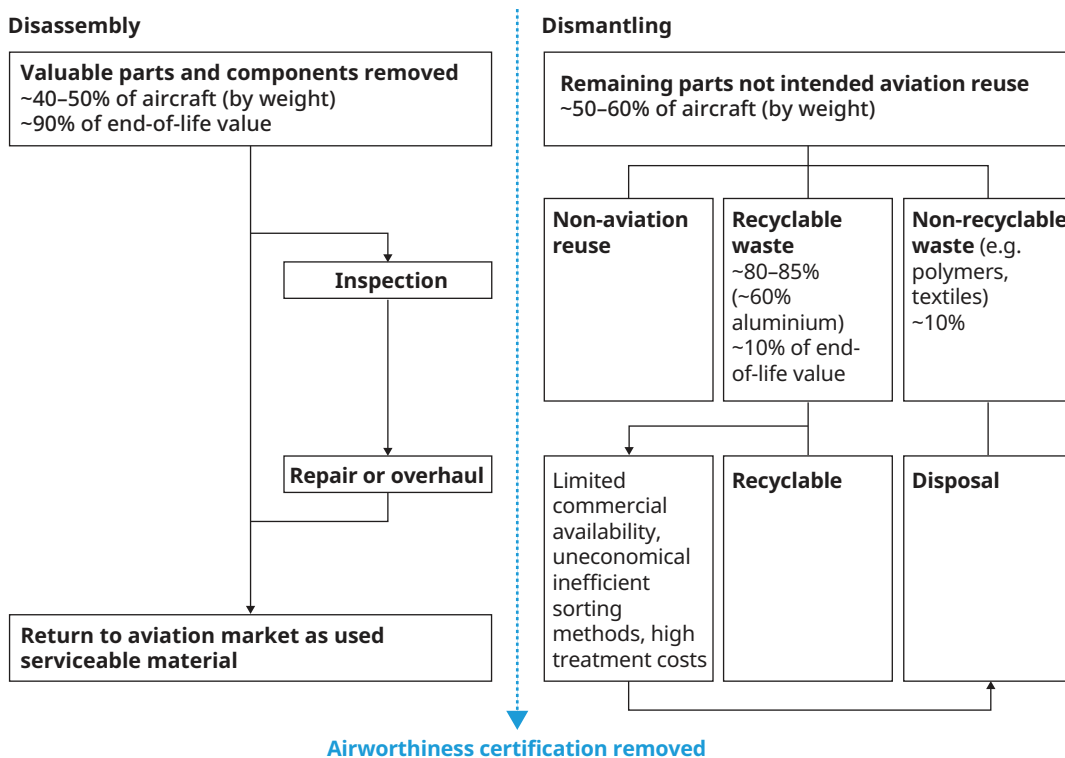 Disassembly
Valuable parts and components removed
~40–50% of aircraft (by weight)
~90% of end-of-life value
Inspection
Repair or overhaul
Return to aviation market as used
serviceable material
Dismantling
Remaining parts not intended aviation reuse
~50–60% of aircraft (by weight)
Non-aviation
reuse
Recyclable
waste
~80–85%
(~60%
aluminium)
~10% of end-
of-life value
Non-recyclable
waste (e.g.
polymers,
textiles)
~10%
Limited
commercial
availability,
uneconomical
inefficient
sorting
methods, high
treatment costs
Recyclable
Disposal
Airworthiness certification removed